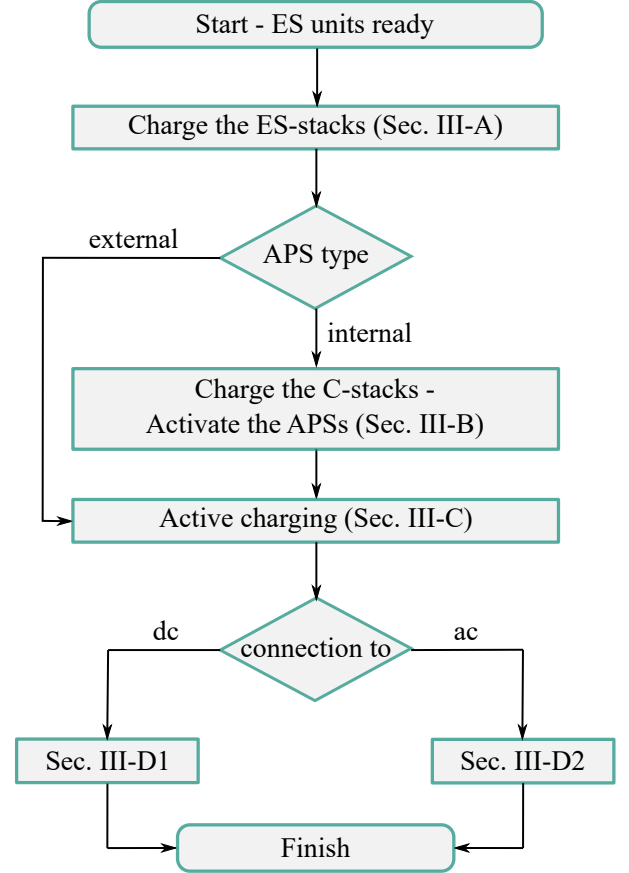 Start - ES units ready
Charge the ES-stacks (Sec. III-A)
external
APS type
internal
Charge the C-stacks -
Activate the APSs (Sec. III-B)
Active charging (Sec. III-C)
dc
connection to
ac
Sec. III-D1
Sec. III-D2
Finish